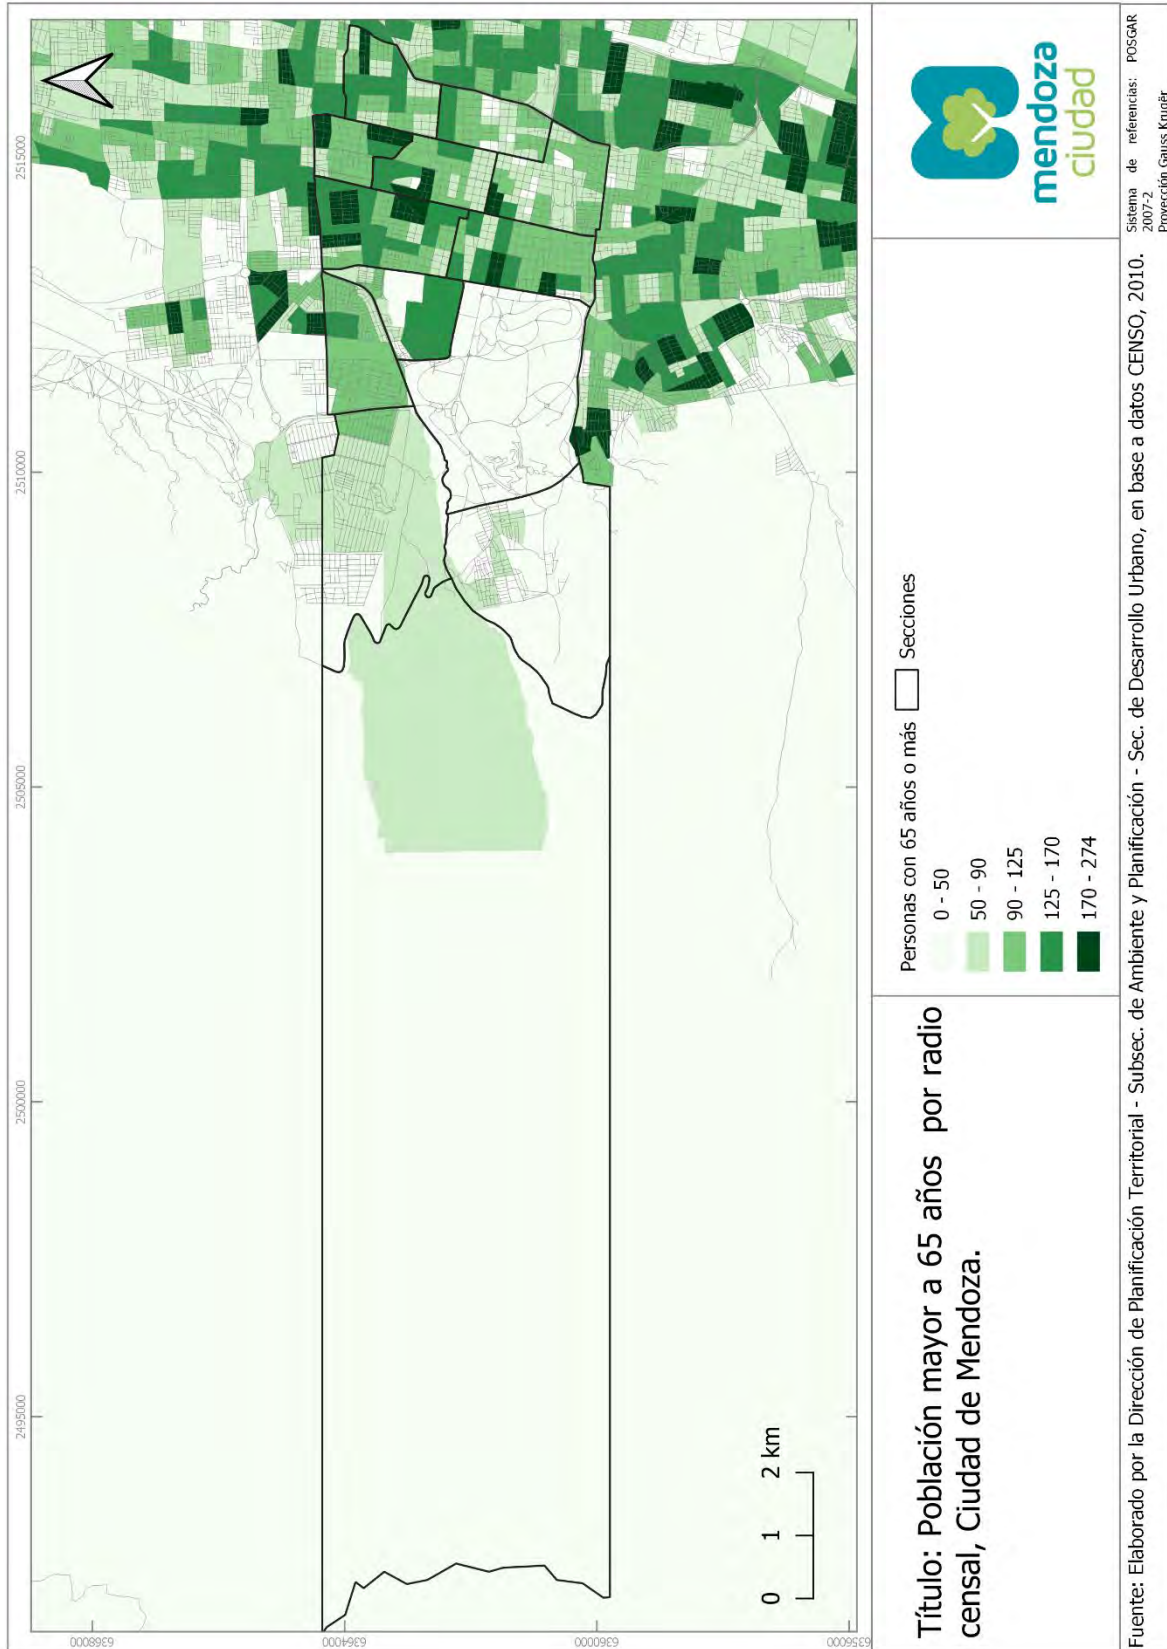 2495000
2500000
2505000
2510000
2515000
6368000
6364000
6360000
6356000
0 1 2 km
Título: Población mayor a 65 años por radio
censal, Ciudad de Mendoza.
Personas con 65 años o más
0 - 50
50 - 90
90 - 125
125 - 170
170 - 274
Secciones
mendoza
ciudad
Fuente: Elaborado por la Dirección de Planificación Territorial - Subsec. de Ambiente y Planificación - Sec. de Desarrollo Urbano, en base a datos CENSO, 2010.
Sistema de referencias: POSGAR
2007-2
Proyección Gauss Krugër